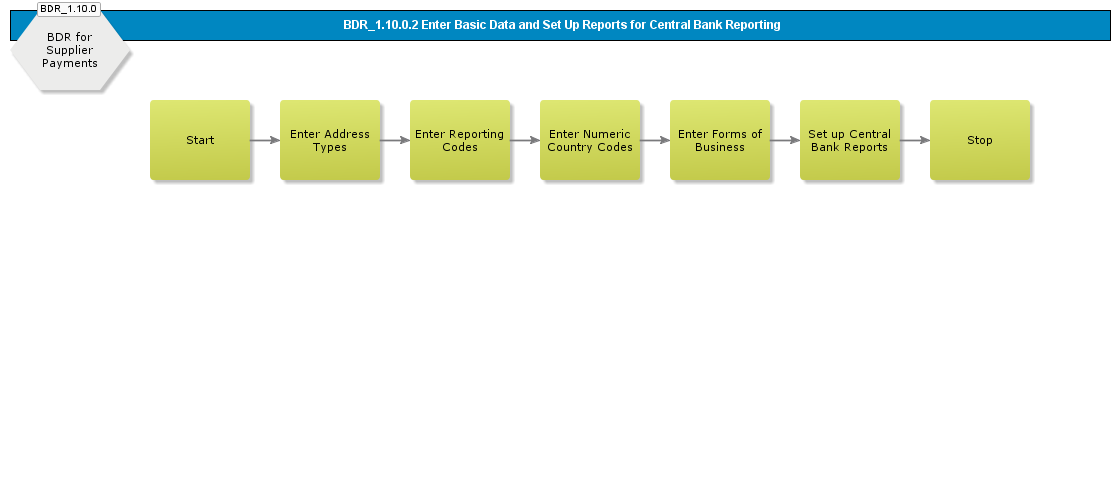 BDR_1.10.0
BDR_1.10.0.2 Enter Basic Data and Set Up Reports for Central Bank Reporting
BDR for
Supplier
Payments
Start
Enter Address
Types
Enter Reporting
Codes
Enter Numeric
Country Codes
Enter Forms of
Business
Set up Central
Bank Reports
Stop